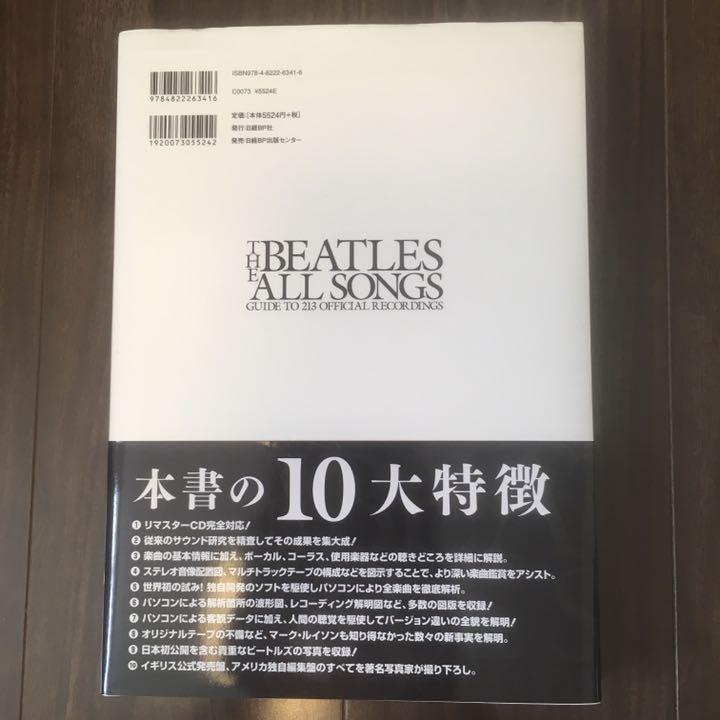 ISBN978-4-8222-6341-6
9784822263416
C0073 ¥5524E
定価:[本体5524円+税]
発行:日経BP社
1920073055242
発売:日経BP出版センター
THE BEATLES
ALL SONGS
GUIDE TO 213 OFFICIAL RECORDINGS
本書の10大特徴
1 リマスターCD完全対応!
2 従来のサウンド研究を精査してその成果を集大成!
3 楽曲の基本情報に加え、ボーカル、コーラス、使用楽器などの聴きどころを詳細に解説。
4 ステレオ音像配置図、マルチトラックテープの構成などを図示することで、より深い楽曲鑑賞をアシスト。
5 世界初の試み! 独自開発のソフトを駆使しパソコンにより全楽曲を徹底解析。
6 パソコンによる解析箇所の波形図、レコーディング解明図など、多数の図版を収録!
7 パソコンによる客観データに加え、人間の聴覚を駆使してバージョン違いの全貌を解明!
8 オリジナルテープの不備など、マーク・ルイソンも知り得なかった数々の新事実を解明。
9 日本初公開を含む貴重なビートルズの写真を収録!
10 イギリス公式発売盤、アメリカ独自編集盤のすべてを著名写真家が撮り下ろし。